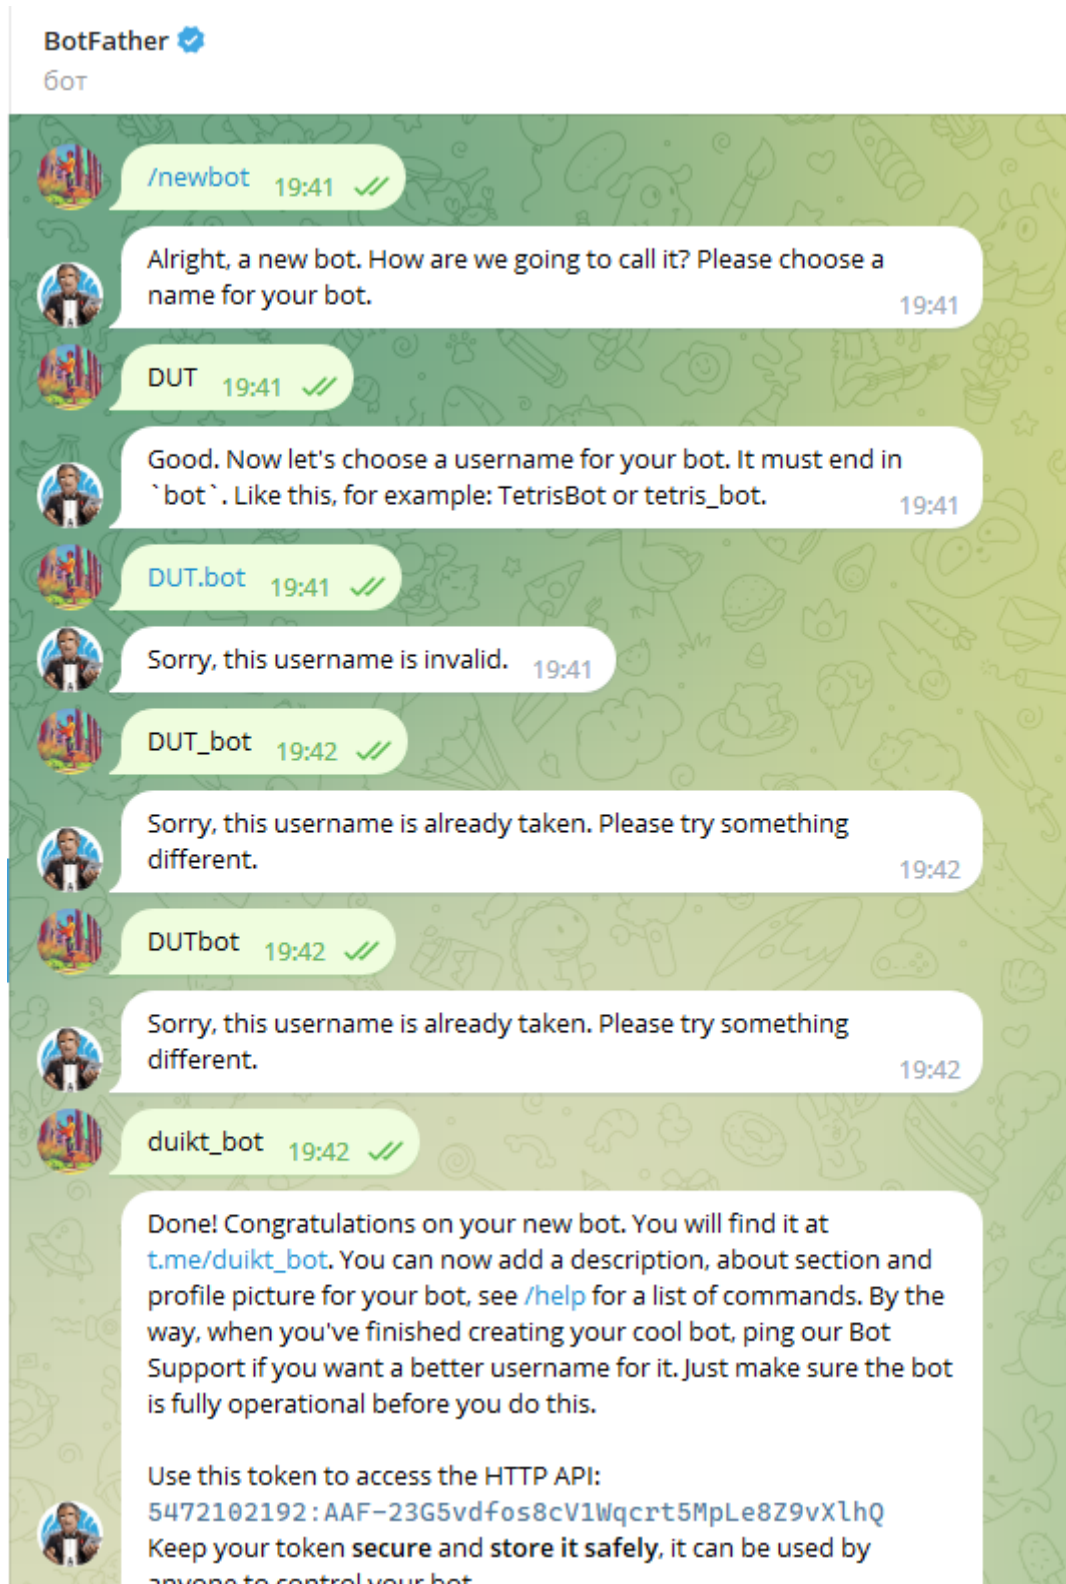 BotFather
бот
/newbot 19:41
Alright, a new bot. How are we going to call it? Please choose a
name for your bot. 19:41
DUT 19:41
Good. Now let's choose a username for your bot. It must end in
`bot`. Like this, for example: TetrisBot or tetris_bot. 19:41
DUT.bot 19:41
Sorry, this username is invalid. 19:41
DUT_bot 19:42
Sorry, this username is already taken. Please try something
different. 19:42
DUTbot 19:42
Sorry, this username is already taken. Please try something
different. 19:42
duikt_bot 19:42
Done! Congratulations on your new bot. You will find it at
t.me/duikt_bot. You can now add a description, about section and
profile picture for your bot, see /help for a list of commands. By the
way, when you've finished creating your cool bot, ping our Bot
Support if you want a better username for it. Just make sure the bot
is fully operational before you do this.
Use this token to access the HTTP API:
5472102192:AAF-23G5vdfos8cV1Wqcrt5MpLe8Z9vXlhQ
Keep your token secure and store it safely, it can be used by
anyone to control your bot.